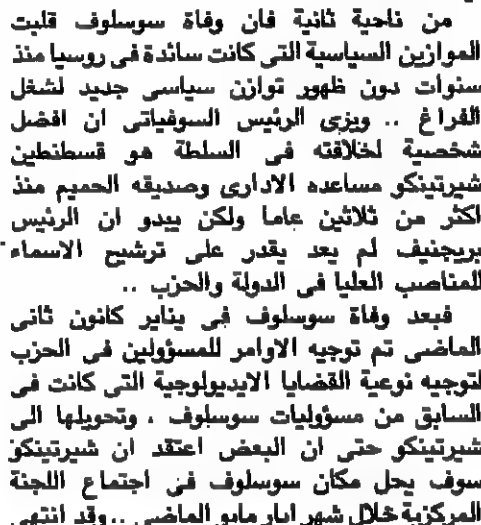 من ناحية ثانية فان وفاة سوسلوف قلبت
الموازين السياسية التى كانت سائدة فى روسيا منذ
سنوات دون ظهور توازن سياسى جديد لشغل
الفراغ .. ويرى الرئيس السوفياتى ان افضل
شخصية لخلافته فى السلطة هو قسطنطين
شيرتينكو مساعده الادارى وصديقه الحميم منذ
اكثر من ثلاثين عاما ولكن يبدو ان الرئيس
بريجنيف لم يعد يقدر على ترشيح الاسماء
للمناصب العليا فى الدولة والحزب ..
فبعد وفاة سوسلوف فى يناير كانون ثانى
الماضى تم توجيه الاوامر للمسؤولين فى الحزب
لتوجيه نوعية القضايا الايديولوجية التى كانت فى
السابق من مسؤوليات سوسلوف . وتحويلها الى
شيرتينكو حتى ان البعض اعتقد ان شيرتينكو
سوف يحل مكان سوسلوف فى اجتماع اللجنة
المركزية خلال شهر ايار مايو الماضى .. وقد انتهى